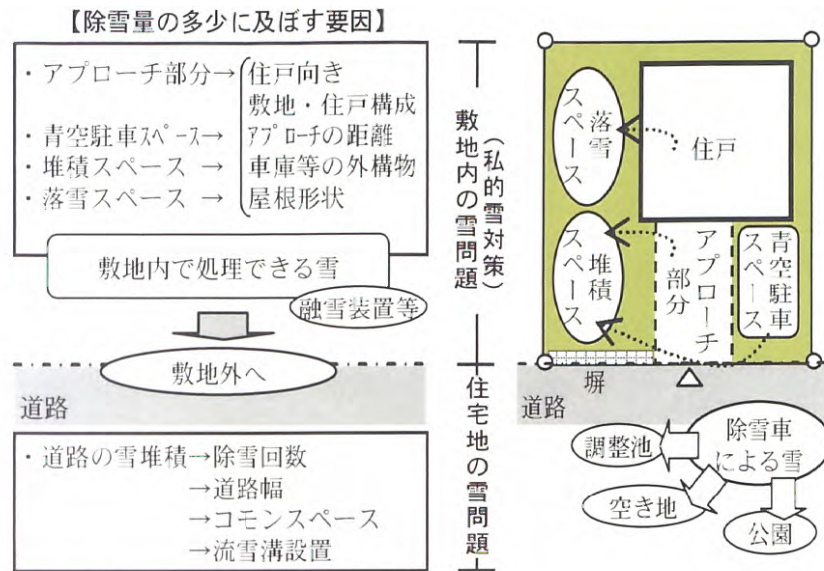 【除雪量の多少に及ぼす要因】
・アプローチ部分→住戸向き
敷地・住戸構成
・青空駐車スペース→アプローチの距離
・堆積スペース → 車庫等の外構物
・落雪スペース → 屋根形状
敷地内で処理できる雪
融雪装置等
敷地外へ
道路
・道路の雪堆積→除雪回数
→道路幅
→コモンスペース
→流雪溝設置
敷地内の雪問題
(私的雪対策)
住宅地の雪問題
落雪
スペース
住戸
堆積
スペース
アプローチ
部分
青空駐車
スペース
塀
道路
除雪車
による雪
調整池
空き地
公園